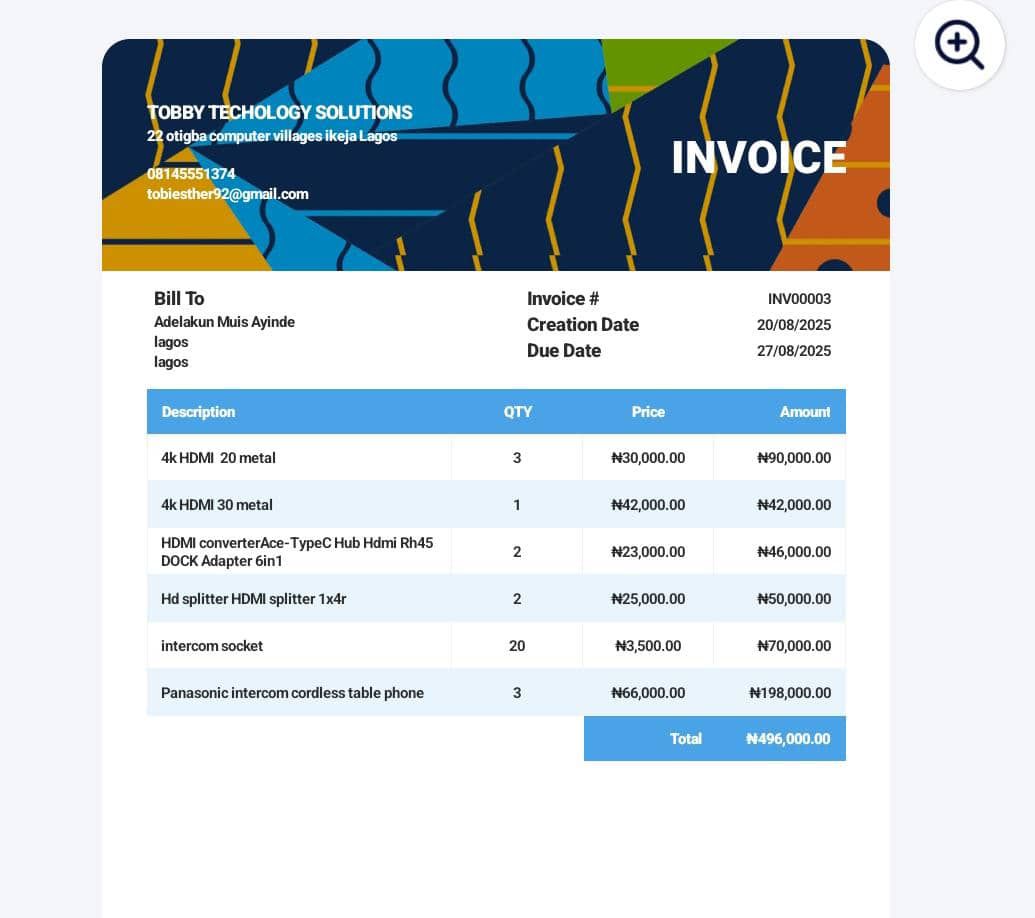 TOBBY TECHOLOGY SOLUTIONS
22 otigba computer villages ikeja Lagos
08145551374
tobiesther92@gmail.com
INVOICE
Bill To
Adelakun Muis Ayinde
lagos
lagos
Invoice # INV00003
Creation Date 20/08/2025
Due Date 27/08/2025
Description QTY Price Amount
4k HDMI 20 metal 3 ₦30,000.00 ₦90,000.00
4k HDMI 30 metal 1 ₦42,000.00 ₦42,000.00
HDMI converterAce-TypeC Hub Hdmi Rh45
DOCK Adapter 6in1 2 ₦23,000.00 ₦46,000.00
Hd splitter HDMI splitter 1x4r 2 ₦25,000.00 ₦50,000.00
intercom socket 20 ₦3,500.00 ₦70,000.00
Panasonic intercom cordless table phone 3 ₦66,000.00 ₦198,000.00
Total ₦496,000.00